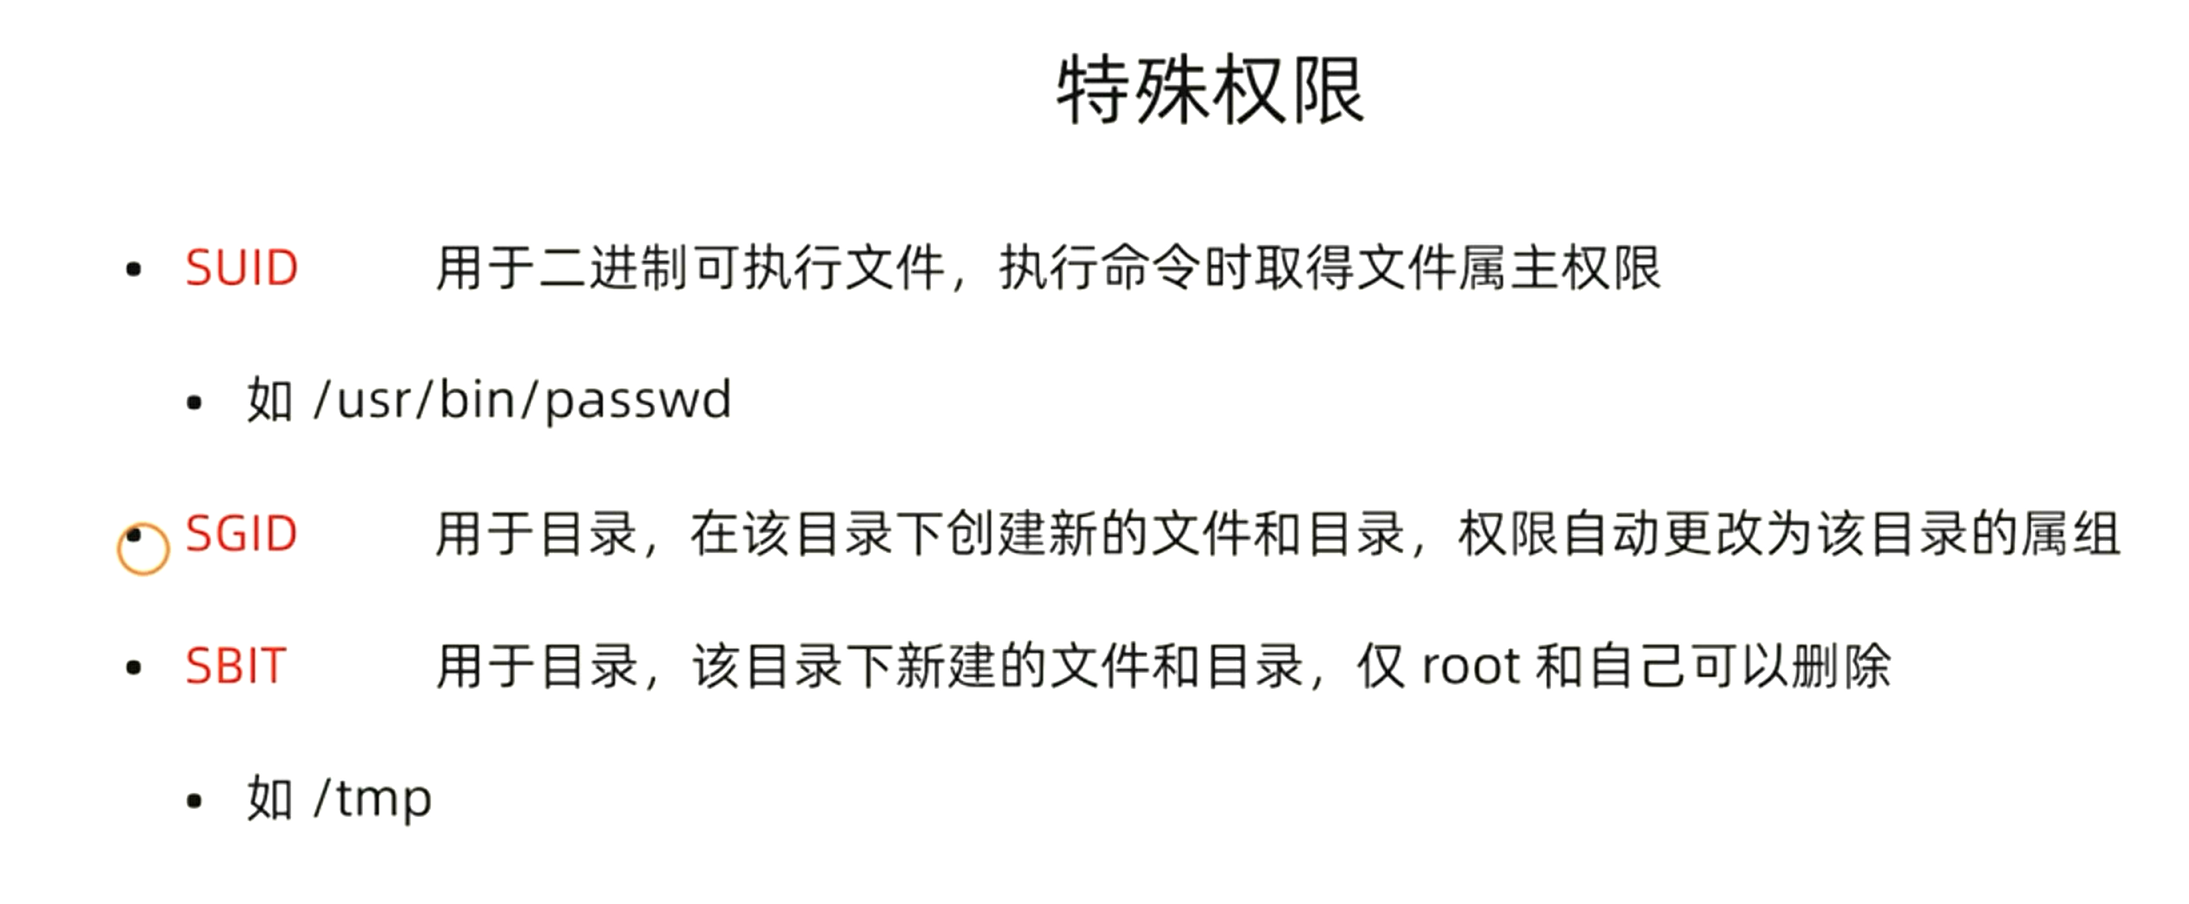 特殊权限
• SUID 用于二进制可执行文件，执行命令时取得文件属主权限
• 如 /usr/bin/passwd
• SGID 用于目录，在该目录下创建新的文件和目录，权限自动更改为该目录的属组
• SBIT 用于目录，该目录下新建的文件和目录，仅 root 和自己可以删除
• 如 /tmp